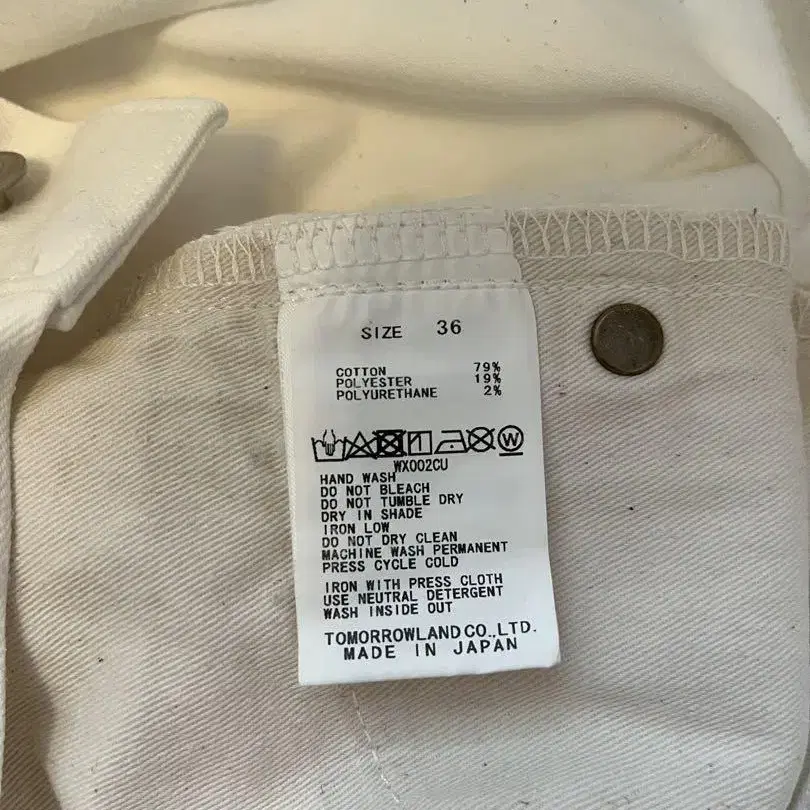 SIZE 36
COTTON 79%
POLYESTER 19%
POLYURETHANE 2%
W
WX002CU
HAND WASH
DO NOT BLEACH
DO NOT TUMBLE DRY
DRY IN SHADE
IRON LOW
DO NOT DRY CLEAN
MACHINE WASH PERMANENT
PRESS CYCLE COLD
IRON WITH PRESS CLOTH
USE NEUTRAL DETERGENT
WASH INSIDE OUT
TOMORROWLAND CO.,LTD.
MADE IN JAPAN